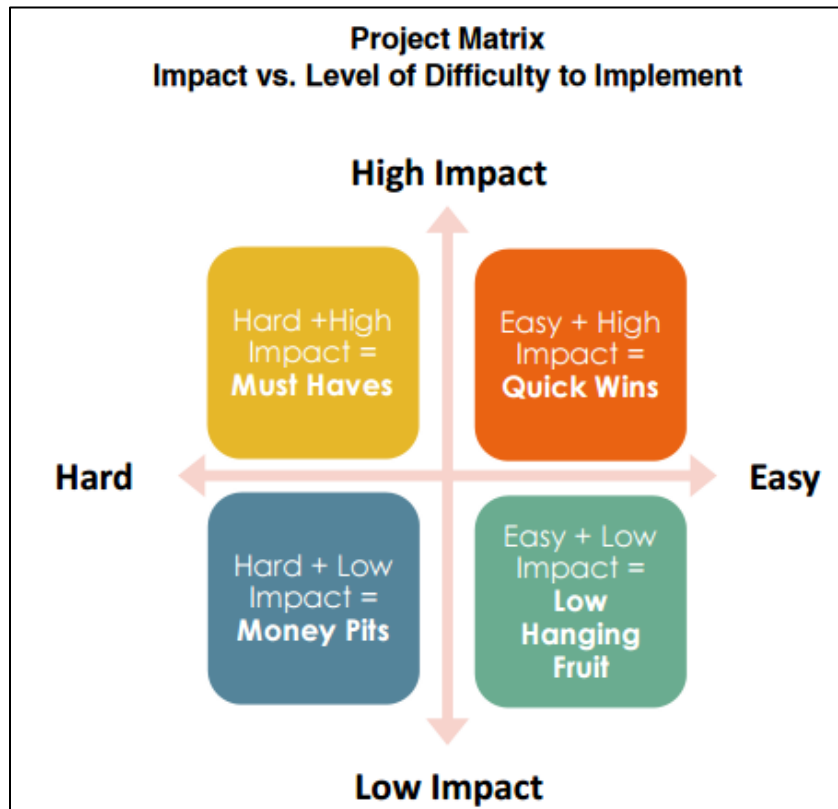 Project Matrix
Impact vs. Level of Difficulty to Implement
High Impact
Hard +High
Impact =
Must Haves
Easy + High
Impact =
Quick Wins
Hard
Easy
Hard + Low
Impact =
Money Pits
Easy + Low
Impact =
Low
Hanging
Fruit
Low Impact